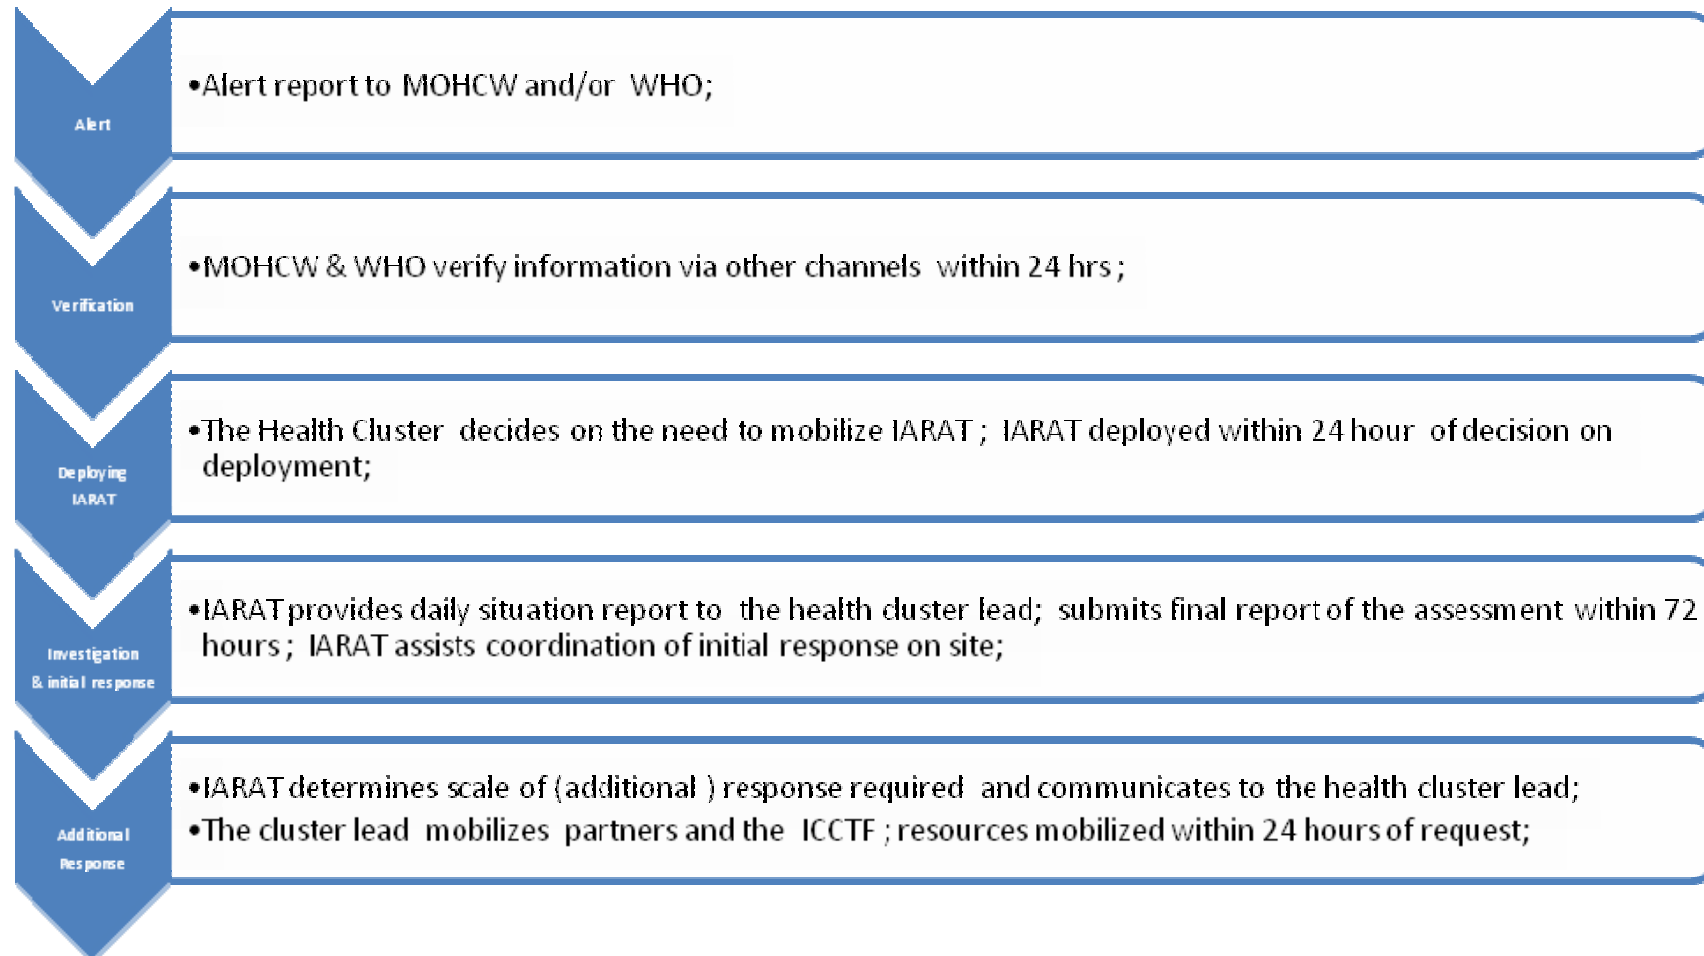 Alert
•Alert report to MOHCW and/or WHO;
Verification
•MOHCW & WHO verify information via other channels within 24 hrs;
Deploying
IARAT
•The Health Cluster decides on the need to mobilize IARAT; IARAT deployed within 24 hour of decision on
deployment;
Investigation
& initial response
•IARAT provides daily situation report to the health cluster lead; submits final report of the assessment within 72
hours; IARAT assists coordination of initial response on site;
Additional
Response
•IARAT determines scale of (additional) response required and communicates to the health cluster lead;
•The cluster lead mobilizes partners and the ICCTF; resources mobilized within 24 hours of request;